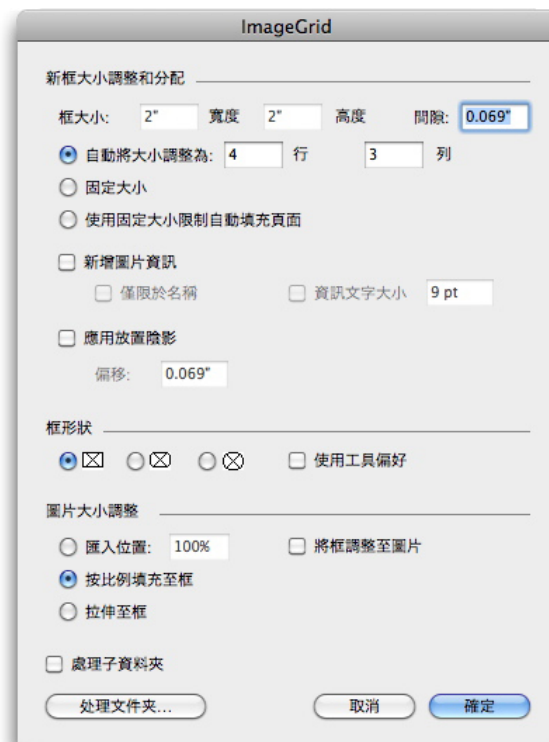 ImageGrid
新框大小調整和分配
框大小: 2" 寬度 2" 高度 間隙: 0.069"
自動將大小調整為: 4 行 3 列
固定大小
使用固定大小限制自動填充頁面
新增圖片資訊
僅限於名稱 資訊文字大小 9 pt
應用放置陰影
偏移: 0.069"
框形狀
使用工具偏好
圖片大小調整
匯入位置: 100% 將框調整至圖片
按比例填充至框
拉伸至框
處理子資料夾
处理文件夹... 取消 確定